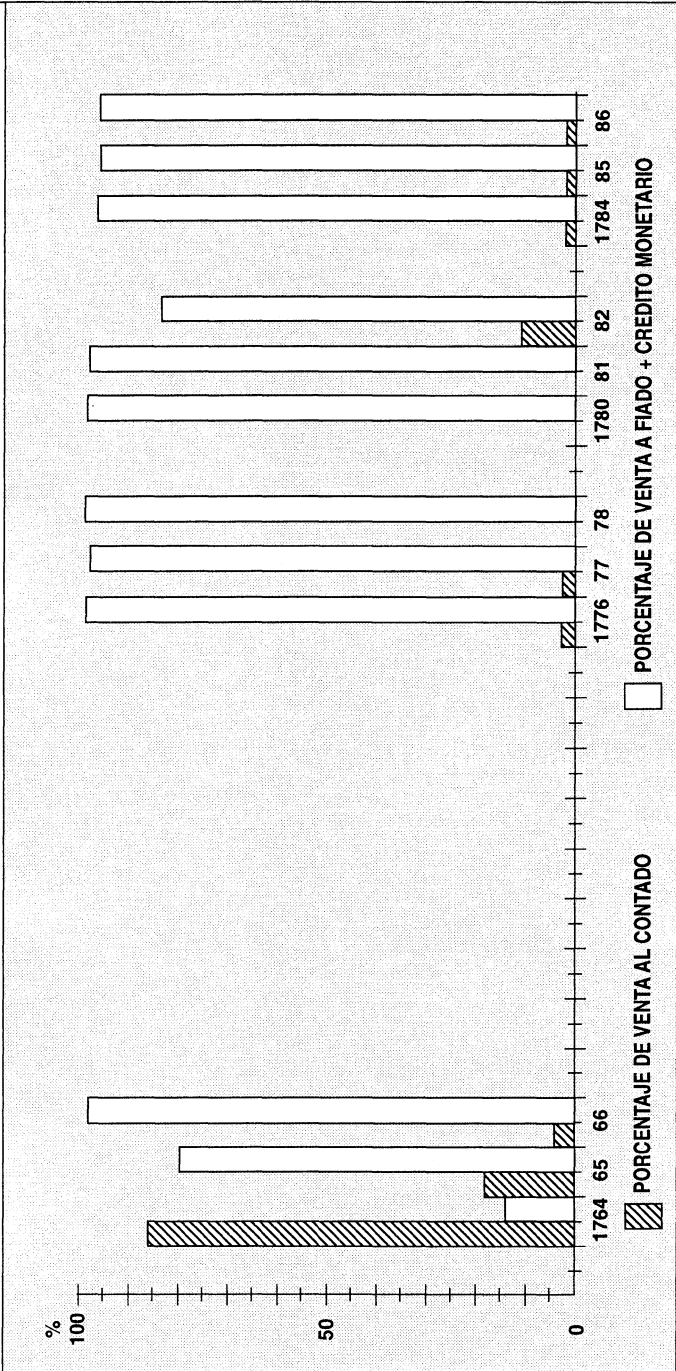 %
100
50
0
1764 65 66 1776 77 78 1780 81 82 1784 85 86
PORCENTAJE DE VENTA AL CONTADO
PORCENTAJE DE VENTA A FIADO + CREDITO MONETARIO